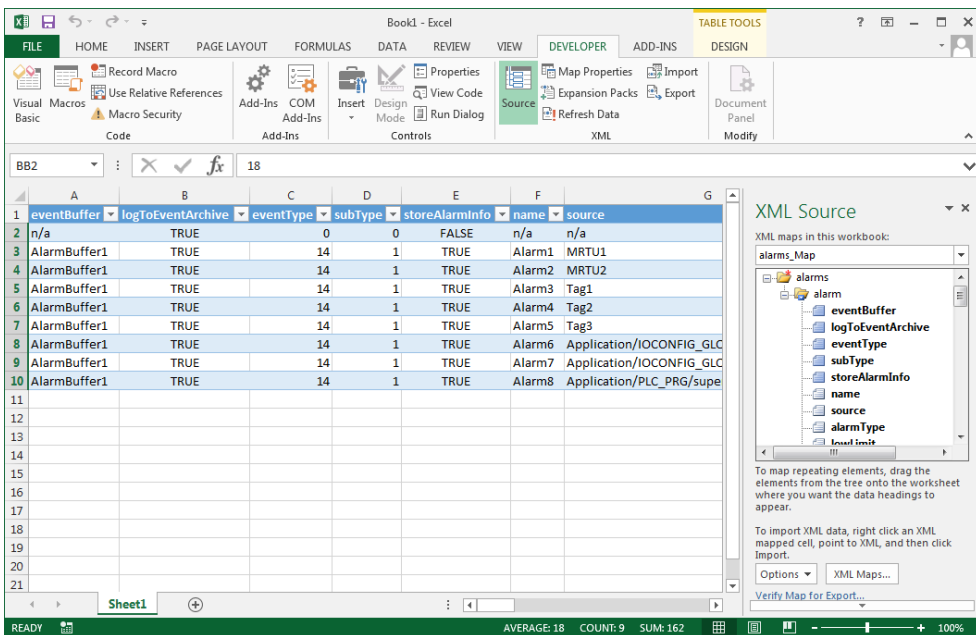 Book1 - Excel
TABLE TOOLS
FILE HOME INSERT PAGE LAYOUT FORMULAS DATA REVIEW VIEW DEVELOPER ADD-INS DESIGN
Visual Basic
Macros
Record Macro
Use Relative References
Macro Security
Code
Add-Ins
COM Add-Ins
Add-Ins
Insert
Design Mode
Properties
View Code
Run Dialog
Controls
Source
Map Properties
Expansion Packs
Refresh Data
Import
Export
XML
Document Panel
Modify
BB2 fx 18
A B C D E F G
1 eventBuffer logToEventArchive eventType subType storeAlarmInfo name source
2 n/a TRUE 0 0 FALSE n/a n/a
3 AlarmBuffer1 TRUE 14 1 TRUE Alarm1 MRTU1
4 AlarmBuffer1 TRUE 14 1 TRUE Alarm2 MRTU2
5 AlarmBuffer1 TRUE 14 1 TRUE Alarm3 Tag1
6 AlarmBuffer1 TRUE 14 1 TRUE Alarm4 Tag2
7 AlarmBuffer1 TRUE 14 1 TRUE Alarm5 Tag3
8 AlarmBuffer1 TRUE 14 1 TRUE Alarm6 Application/IOCONFIG_GLO
9 AlarmBuffer1 TRUE 14 1 TRUE Alarm7 Application/IOCONFIG_GLO
10 AlarmBuffer1 TRUE 14 1 TRUE Alarm8 Application/PLC_PRG/supe
11
12
13
14
15
16
17
18
19
20
21
Sheet1
XML Source
XML maps in this workbook:
alarms_Map
alarms
alarm
eventBuffer
logToEventArchive
eventType
subType
storeAlarmInfo
name
source
alarmType
lowLimit
To map repeating elements, drag the
elements from the tree onto the worksheet
where you want the data headings to
appear.
To import XML data, right click an XML
mapped cell, point to XML, and then click
Import.
Options
XML Maps...
Verify Map for Export...
READY AVERAGE: 18 COUNT: 9 SUM: 162 100%